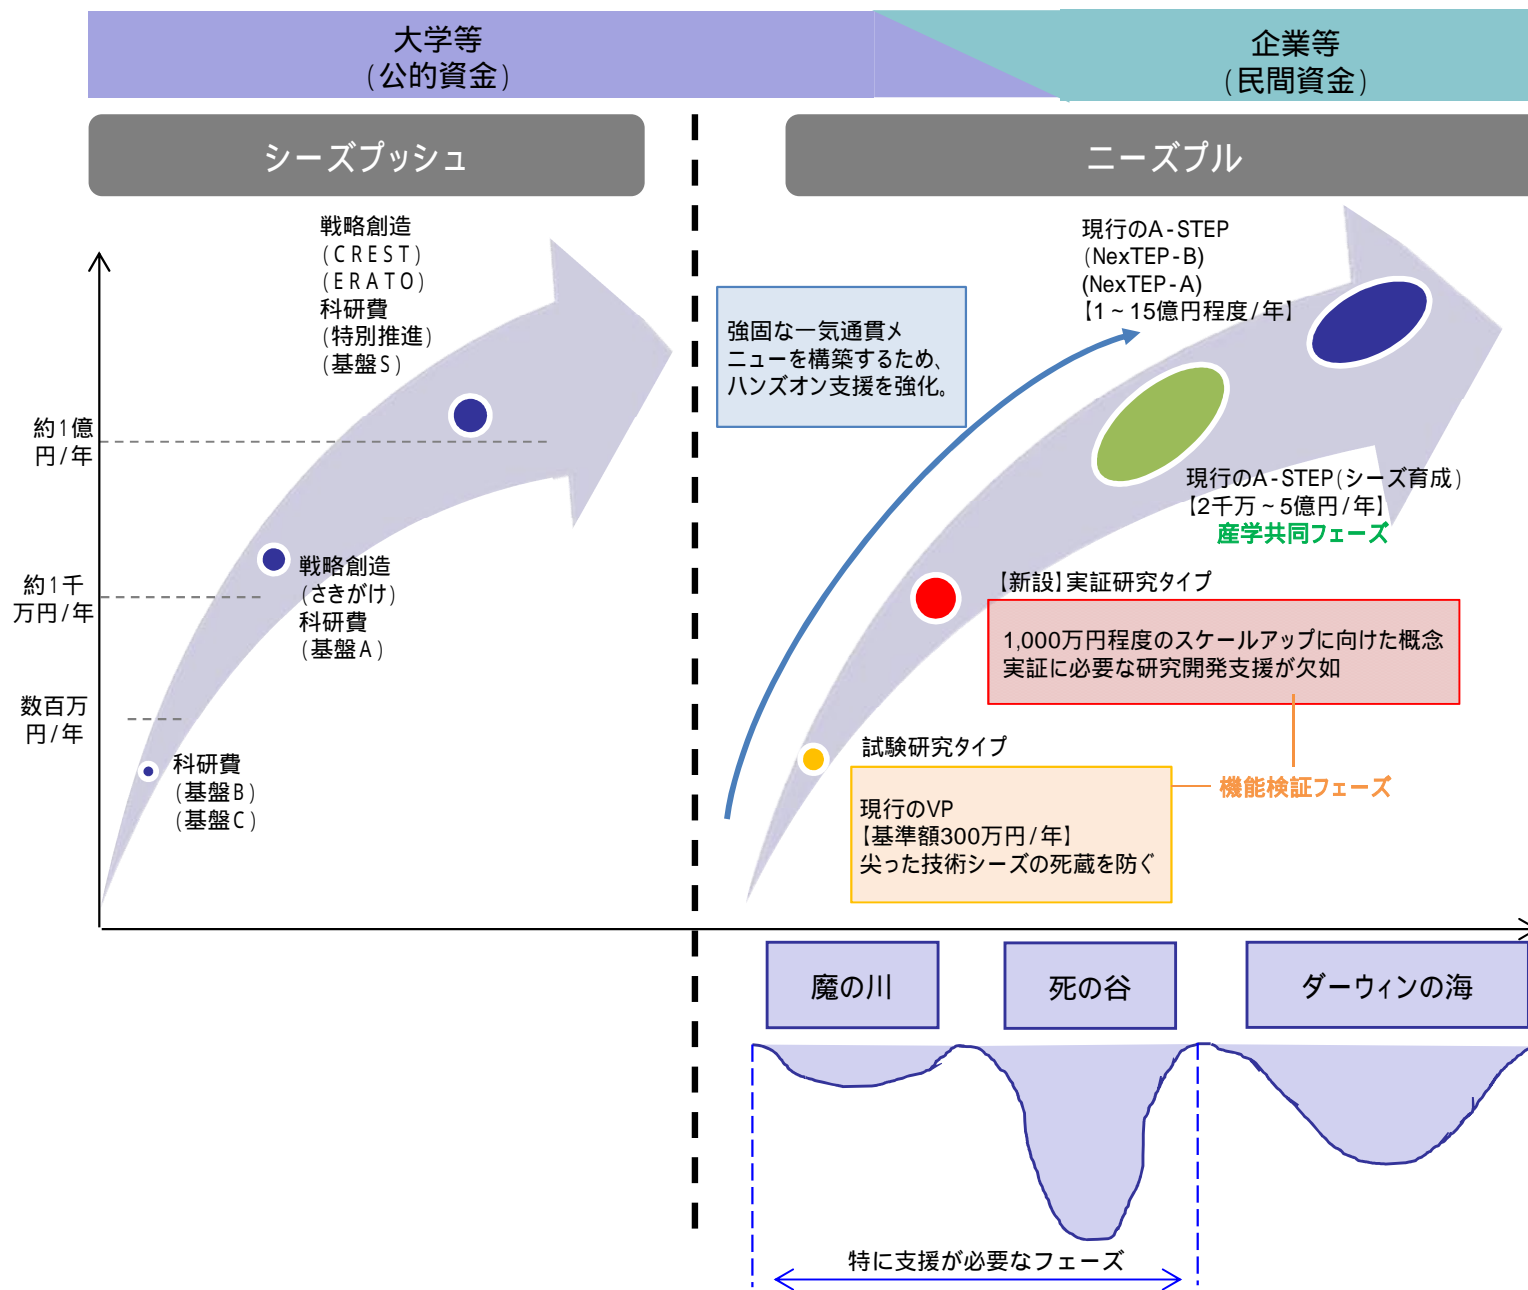 大学等
(公的資金)
企業等
(民間資金)
シーズプッシュ
ニーズプル
戦略創造
(CREST)
(ERATO)
科研費
(特別推進)
(基盤S)
約1億
円/年
戦略創造
(さきがけ)
科研費
(基盤A)
約1千
万円/年
数百万
円/年
科研費
(基盤B)
(基盤C)
強固な一気通貫メ
ニューを構築するため、
ハンズオン支援を強化。
現行のA-STEP
(NexTEP-B)
(NexTEP-A)
【1~15億円程度/年】
現行のA-STEP(シーズ育成)
【2千万~5億円/年】
産学共同フェーズ
【新設】実証研究タイプ
1,000万円程度のスケールアップに向けた概念
実証に必要な研究開発支援が欠如
試験研究タイプ
機能検証フェーズ
現行のVP
【基準額300万円/年】
尖った技術シーズの死蔵を防ぐ
魔の川
死の谷
ダーウィンの海
特に支援が必要なフェーズ